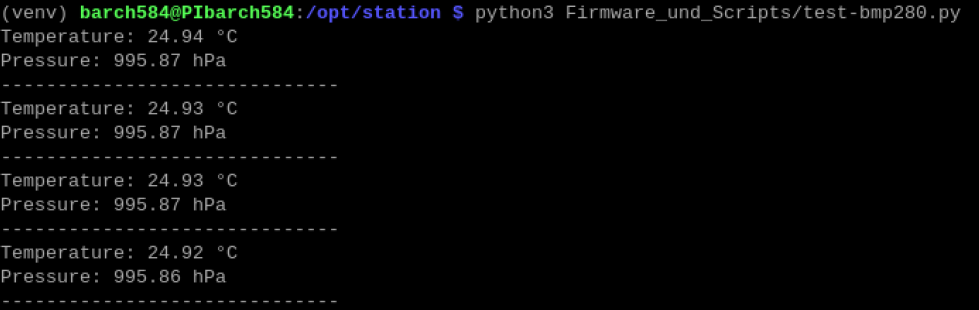 (venv) barch584@PIbarch584:/opt/station $ python3 Firmware_und_Scripts/test-bmp280.py
Temperature: 24.94 °C
Pressure: 995.87 hPa
------------------------------
Temperature: 24.93 °C
Pressure: 995.87 hPa
------------------------------
Temperature: 24.93 °C
Pressure: 995.87 hPa
------------------------------
Temperature: 24.92 °C
Pressure: 995.86 hPa
------------------------------